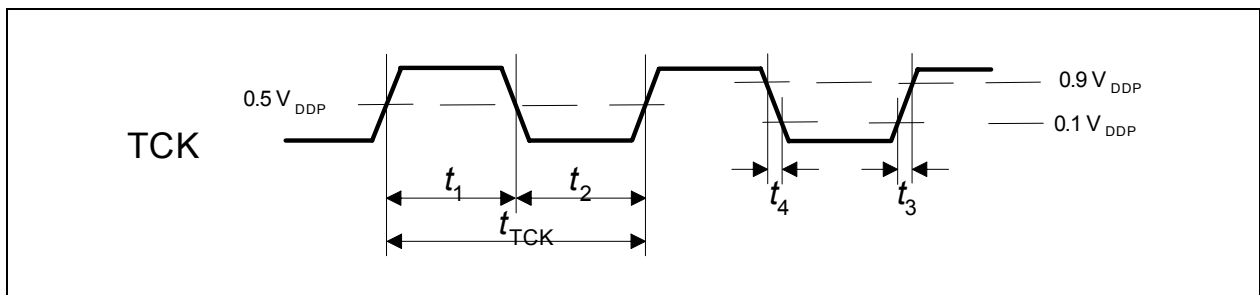 0.5 V DDP
0.9 V DDP
0.1 V DDP
TCK
t1
t2
t4
t3
tTCK